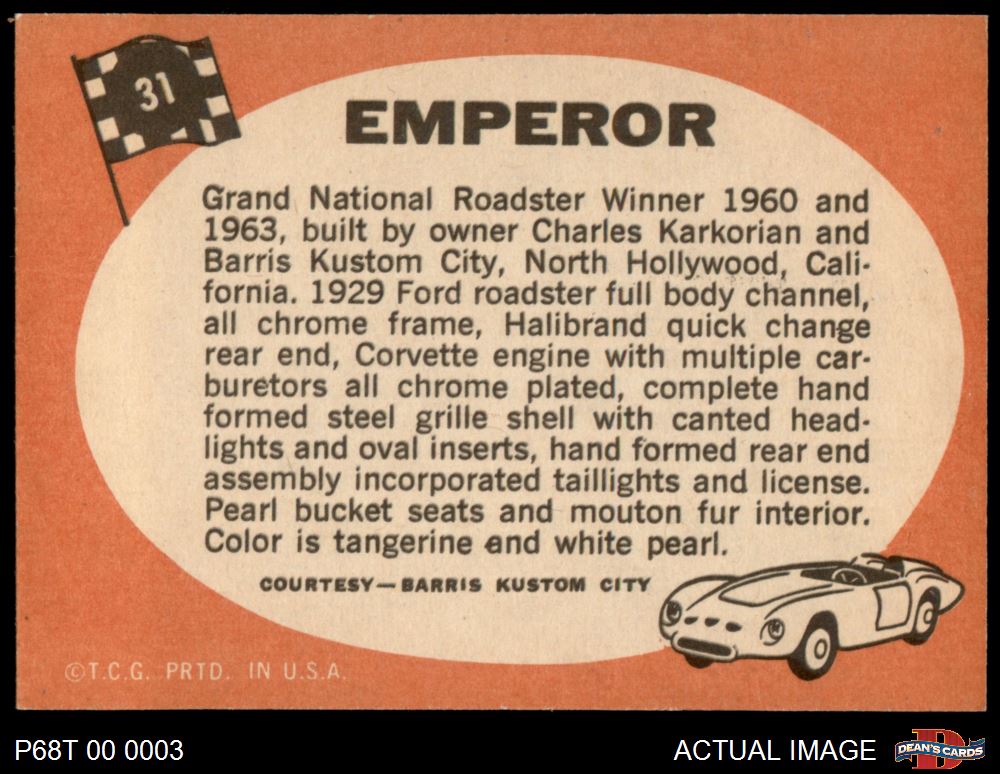 31
EMPEROR
Grand National Roadster Winner 1960 and
1963, built by owner Charles Karkorian and
Barris Kustom City, North Hollywood, Cali-
fornia. 1929 Ford roadster full body channel,
all chrome frame, Halibrand quick change
rear end, Corvette engine with multiple car-
buretors all chrome plated, complete hand
formed steel grille shell with canted head-
lights and oval inserts, hand formed rear end
assembly incorporated taillights and license.
Pearl bucket seats and mouton fur interior.
Color is tangerine and white pearl.
COURTESY—BARRIS KUSTOM CITY
©T.C.G. PRTD. IN U.S.A.
P68T 00 0003
ACTUAL IMAGE
D
DEAN'S CARDS